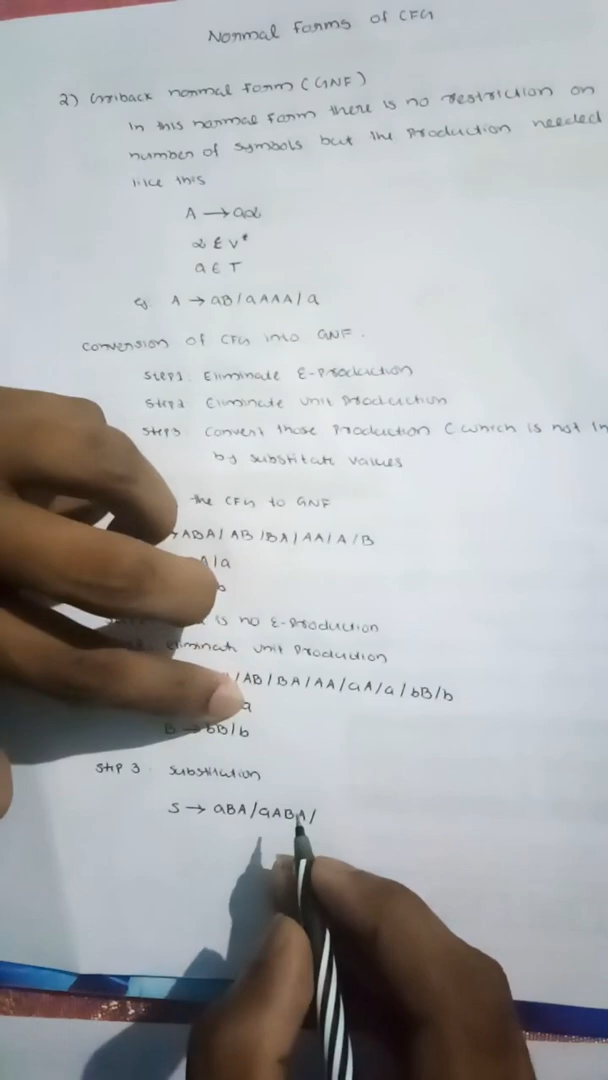 Normal Forms of CFG
2) Griback normal form (GNF)
In this normal form there is no restriction on
number of symbols but the production needed
like this
A → aα
α ∈ V*
a ∈ T
eg A → aB/aAAA/a
Conversion of CFG into GNF.
Step1: Eliminate ε-production
Step2 Eliminate unit production
Step3 Convert those production (which is not in
by substitute values
the CFG to GNF
ABA/AB/BA/AA/A/B
A/a
b
is no ε-production
eliminate unit production
/AB/BA/AA/aA/a/bB/b
a
B → bB/b
Step 3. Substitution
S → aBA/aABA/